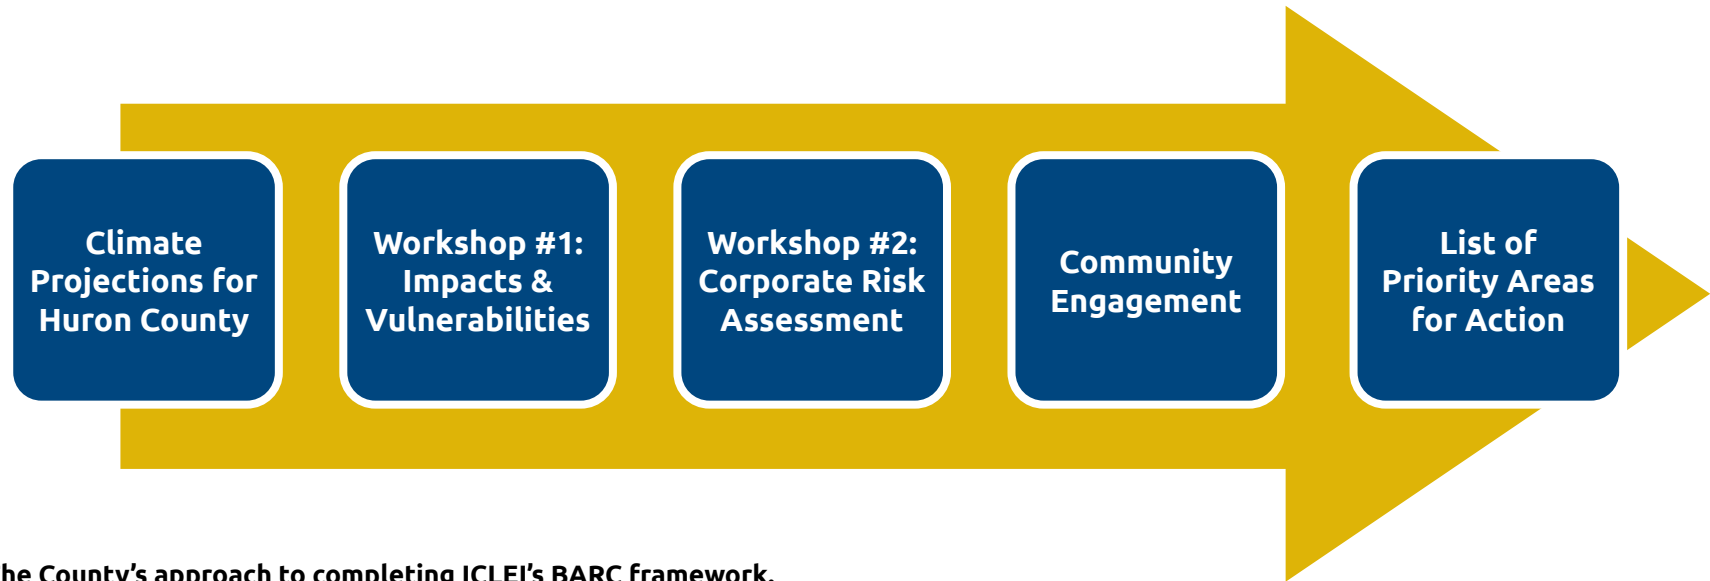 Climate
Projections for
Huron County
Workshop #1:
Impacts &
Vulnerabilities
Workshop #2:
Corporate Risk
Assessment
Community
Engagement
List of
Priority Areas
for Action
he County's approach to completing ICLEI's BARC framework.